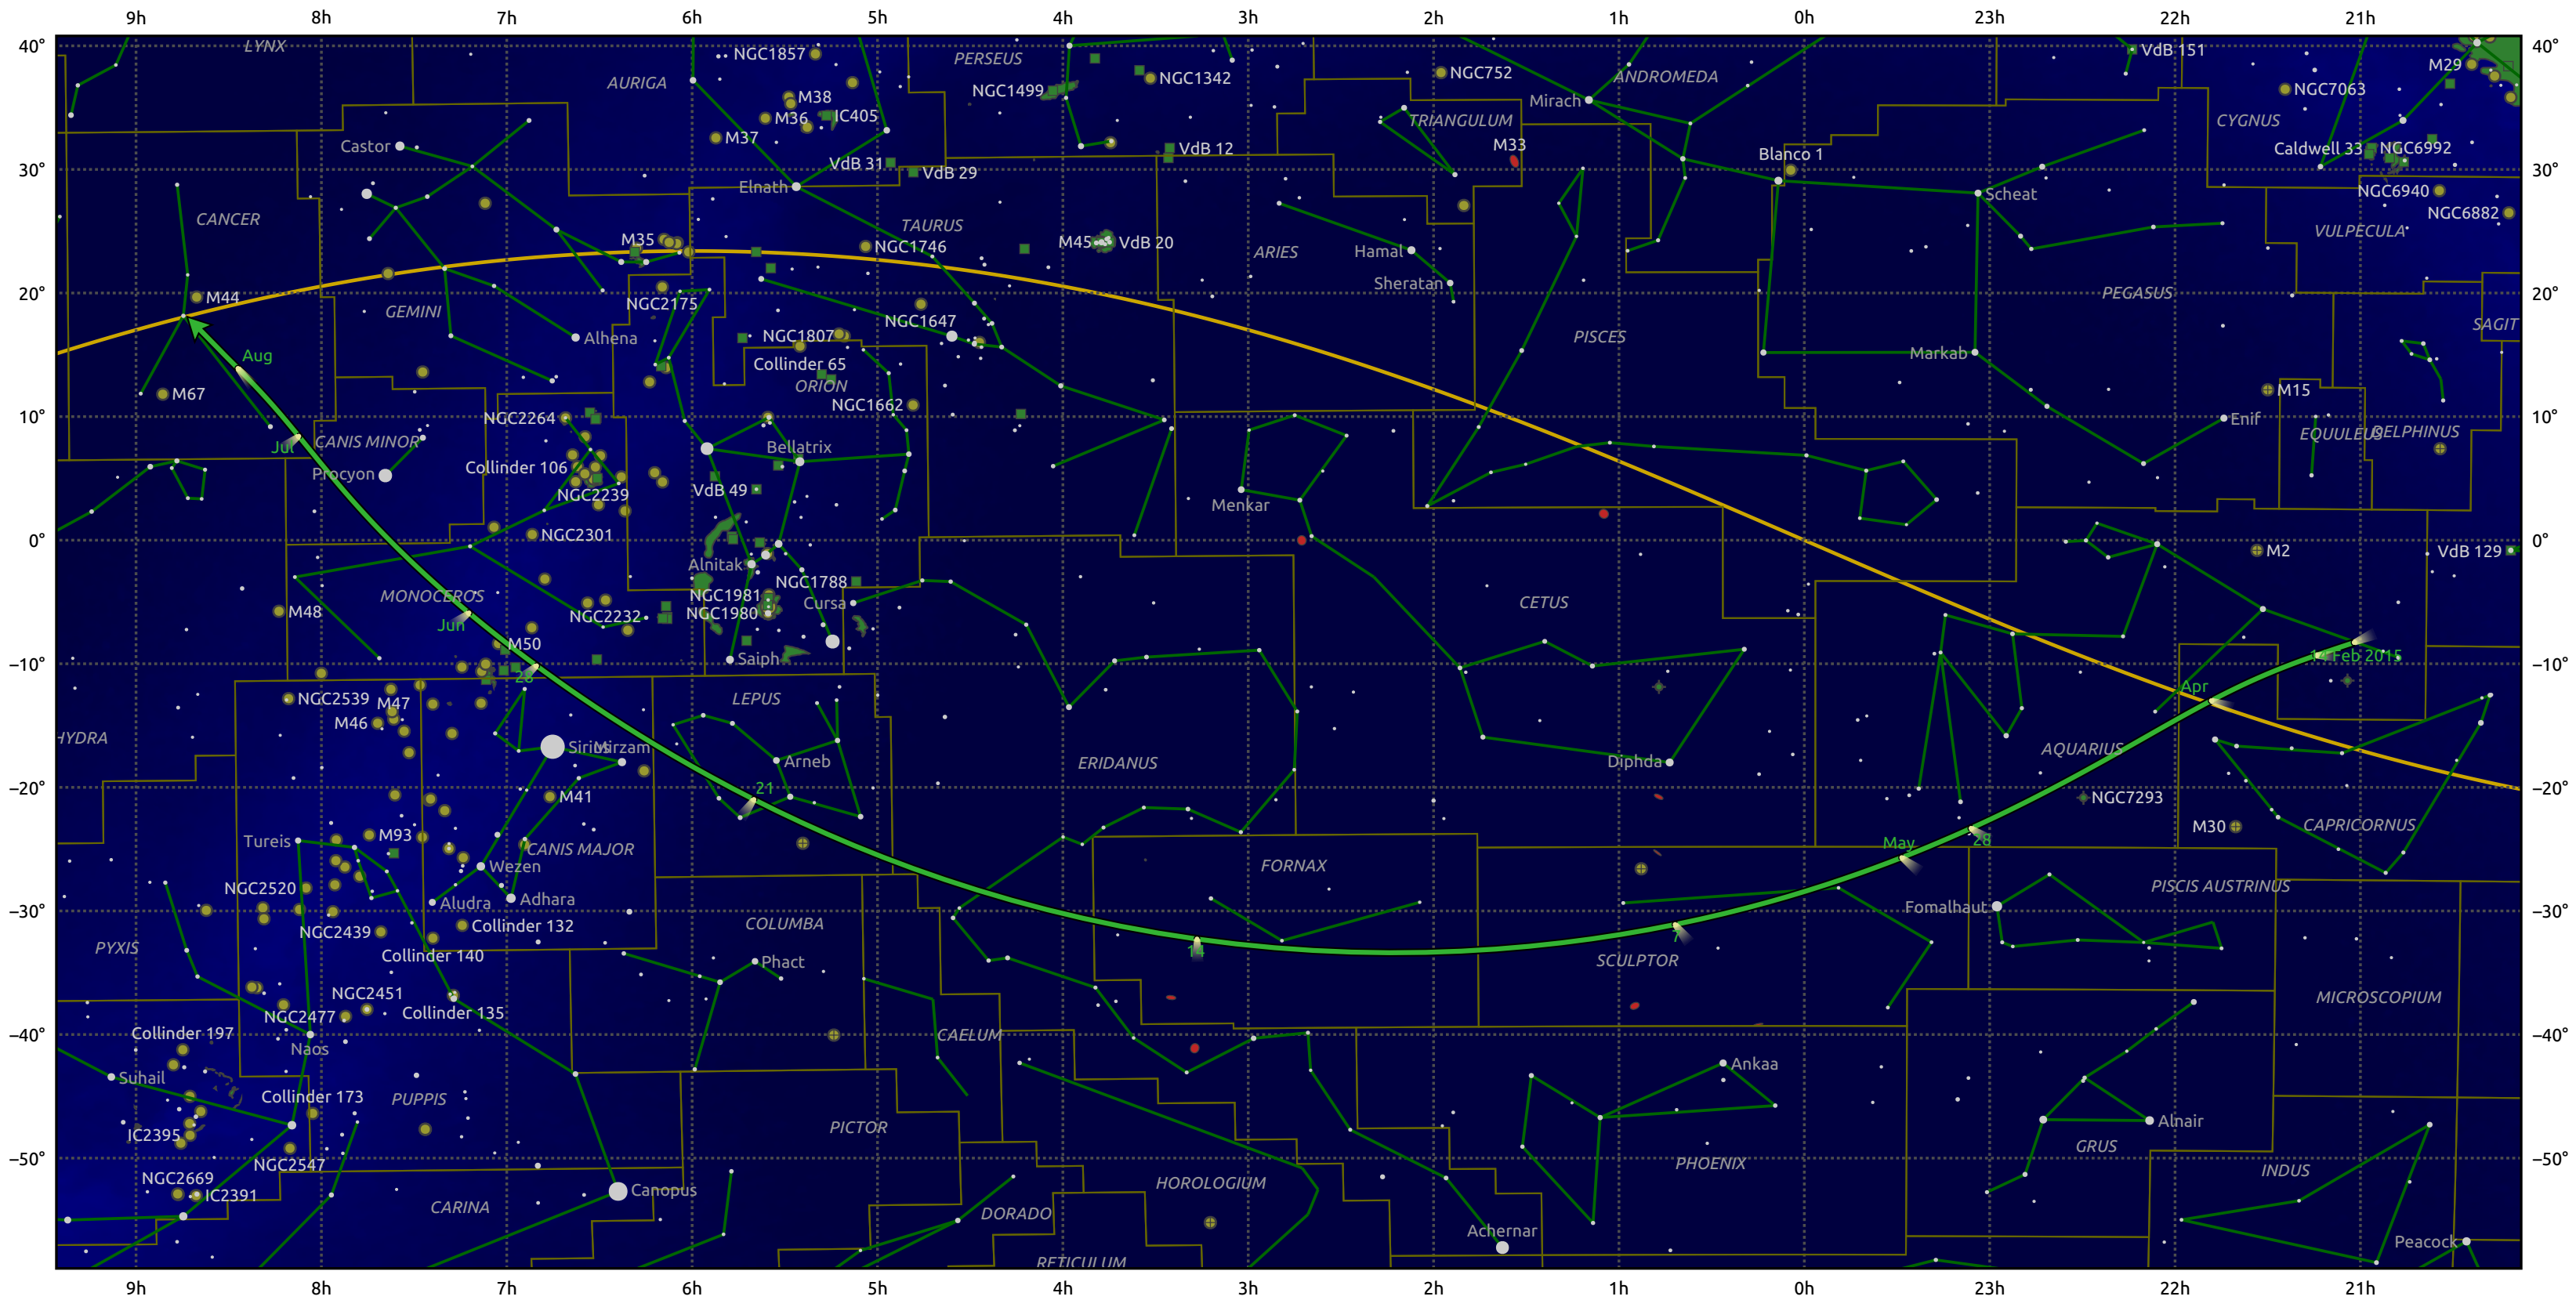 9h 8h 7h 6h 5h 4h 3h 2h 1h 0h 23h 22h 21h
40° LYNX NGC1857 PERSEUS VdB 151 40°
AURIGA NGC1499 NGC1342 NGC752 ANDROMEDA NGC7063 M29
M38 Mirach
M36 IC405 TRIANGULUM CYGNUS
M37 Castor VdB 12 M33 Blanco 1 Caldwell 33 NGC6992
30° VdB 31 VdB 29 30°
Elnath Scheat NGC6940
CANCER TAURUS NGC6882
M35 NGC1746 M45 VdB 20 ARIES Hamal VULPECULA
Sheratan
20° M44 GEMINI NGC2175 PEGASUS 20°
NGC1647 SAGIT
Alhena NGC1807 PISCES
Aug Collinder 65 Markab
M67 ORION M15
10° NGC2264 NGC1662 Enif 10°
Jul CANIS MINOR Bellatrix EQUULEUS DELPHINUS
Procyon Collinder 106
NGC2239 VdB 49 Menkar
0° NGC2301 M2 VdB 129 0°
Alnitak NGC1788
MONOCEROS NGC1981 Cursa CETUS
M48 NGC2232 NGC1980
Jun M50
−10° 28 Saiph 14 Feb 2015 −10°
NGC2539 M47 LEPUS Apr
M46
HYDRA Sirius Mirzam Arneb ERIDANUS Diphda AQUARIUS
−20° M41 21 NGC7293 −20°
M93 M30 CAPRICORNUS
Tureis CANIS MAJOR May 28
Wezen FORNAX
NGC2520 Aludra Adhara PISCIS AUSTRINUS
−30° Fomalhaut −30°
NGC2439 Collinder 132 COLUMBA
PYXIS Collinder 140 Phact 14 7 SCULPTOR
NGC2451 MICROSCOPIUM
NGC2477 Collinder 135
−40° Collinder 197 CAELUM −40°
Naos
Suhail Ankaa
Collinder 173 PUPPIS
IC2395 PICTOR Alnair
NGC2547 GRUS
−50° PHOENIX INDUS −50°
NGC2669
IC2391 CARINA Canopus HOROLOGIUM
DORADO Achernar
RETICULUM Peacock
9h 8h 7h 6h 5h 4h 3h 2h 1h 0h 23h 22h 21h